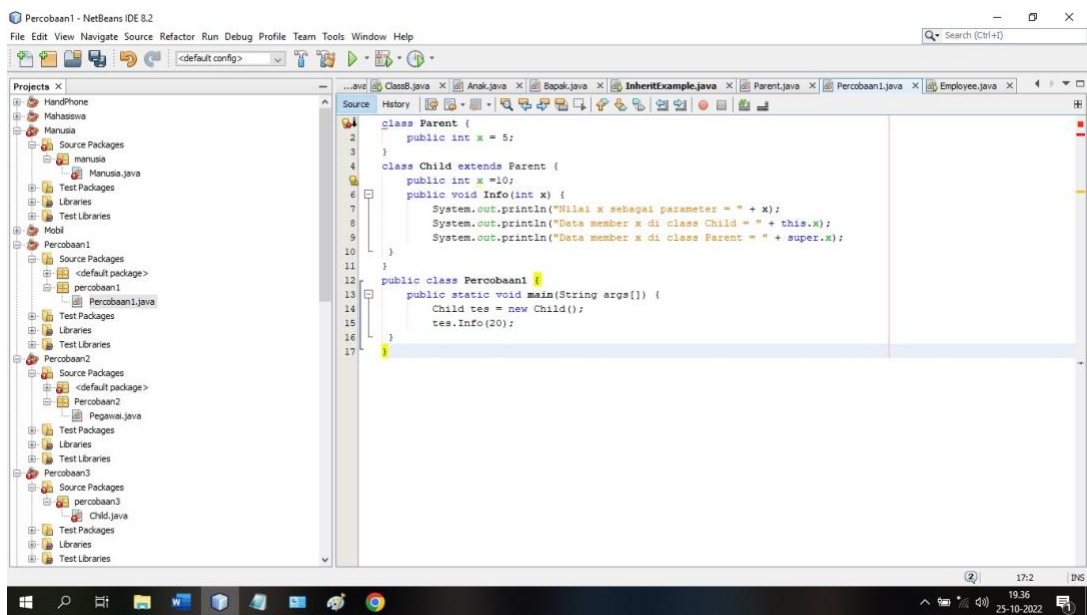 Percobaan1 - NetBeans IDE 8.2
File Edit View Navigate Source Refactor Run Debug Profile Team Tools Window Help
Search (Ctrl+I)
<default config>
Projects
...ava ClassB.java Anak.java Bapak.java InheritExample.java Parent.java Percobaan1.java Employee.java
Source History
HandPhone
Mahasiswa
Manusia
Source Packages
manusia
Manusia.java
Test Packages
Libraries
Test Libraries
Mobil
Percobaan1
Source Packages
<default package>
percobaan1
Percobaan1.java
Test Packages
Libraries
Test Libraries
Percobaan2
Source Packages
<default package>
Percobaan2
Pegawai.java
Test Packages
Libraries
Test Libraries
Percobaan3
Source Packages
percobaan3
Child.java
Test Packages
Libraries
Test Libraries
class Parent {
2 public int x = 5;
3 }
4 class Child extends Parent {
public int x =10;
6 public void Info(int x) {
7 System.out.println("Nilai x sebagai parameter = " + x);
8 System.out.println("Data member x di class Child = " + this.x);
9 System.out.println("Data member x di class Parent = " + super.x);
10 }
11 }
12 public class Percobaan1 {
13 public static void main(String args[]) {
14 Child tes = new Child();
15 tes.Info(20);
16 }
17 }
2 17:2 INS
19.36
25-10-2022